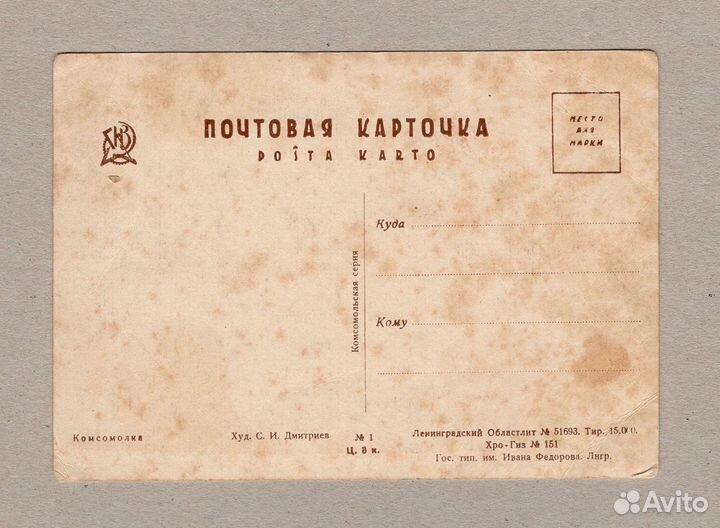 ПОЧТОВАЯ КАРТОЧКА
POŜTA KARTO
МЕСТО
ДЛЯ
МАРКИ
Куда
Комсомольская серия
Кому
Комсомолка
Худ. С. И. Дмитриев
№ 1
Ц. 8 к.
Ленинградский Областлит № 51693. Тир. 15.000.
Хро-Гиз № 151
Гос. тип. им. Ивана Федорова. Лнгр.
Avito